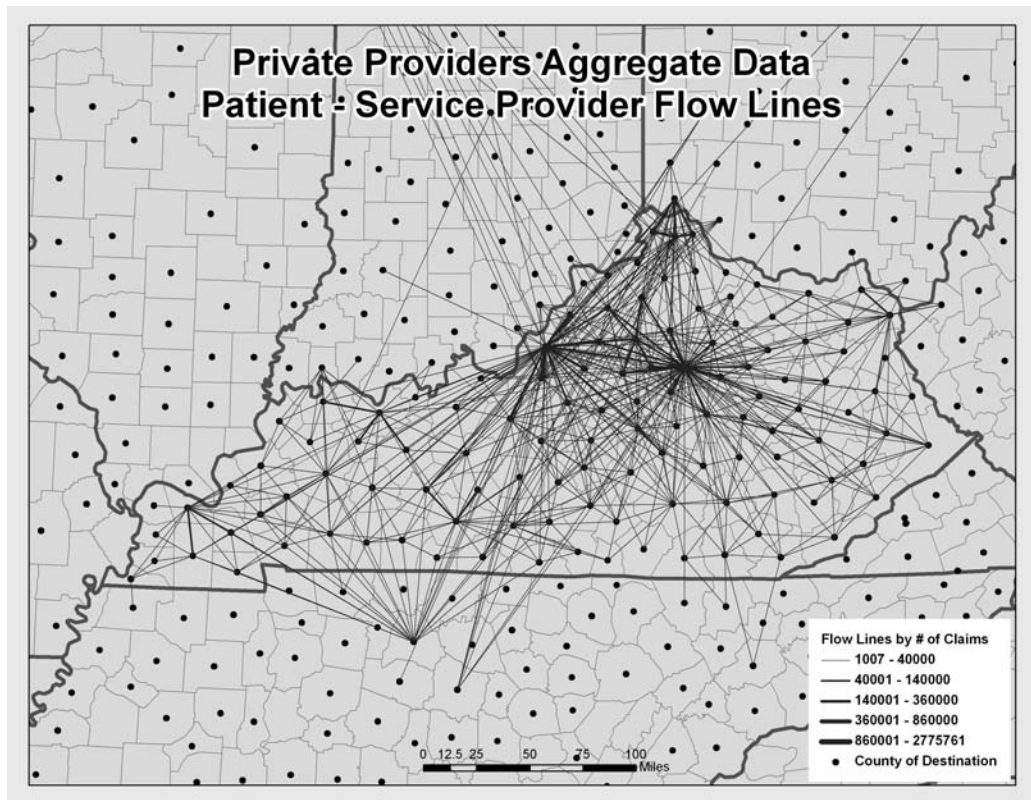 Private Providers Aggregate Data
Patient - Service Provider Flow Lines
Flow Lines by # of Claims
1007 - 40000
40001 - 140000
140001 - 360000
360001 - 860000
860001 - 2775761
County of Destination
0 12.5 25 50 75 100
Miles